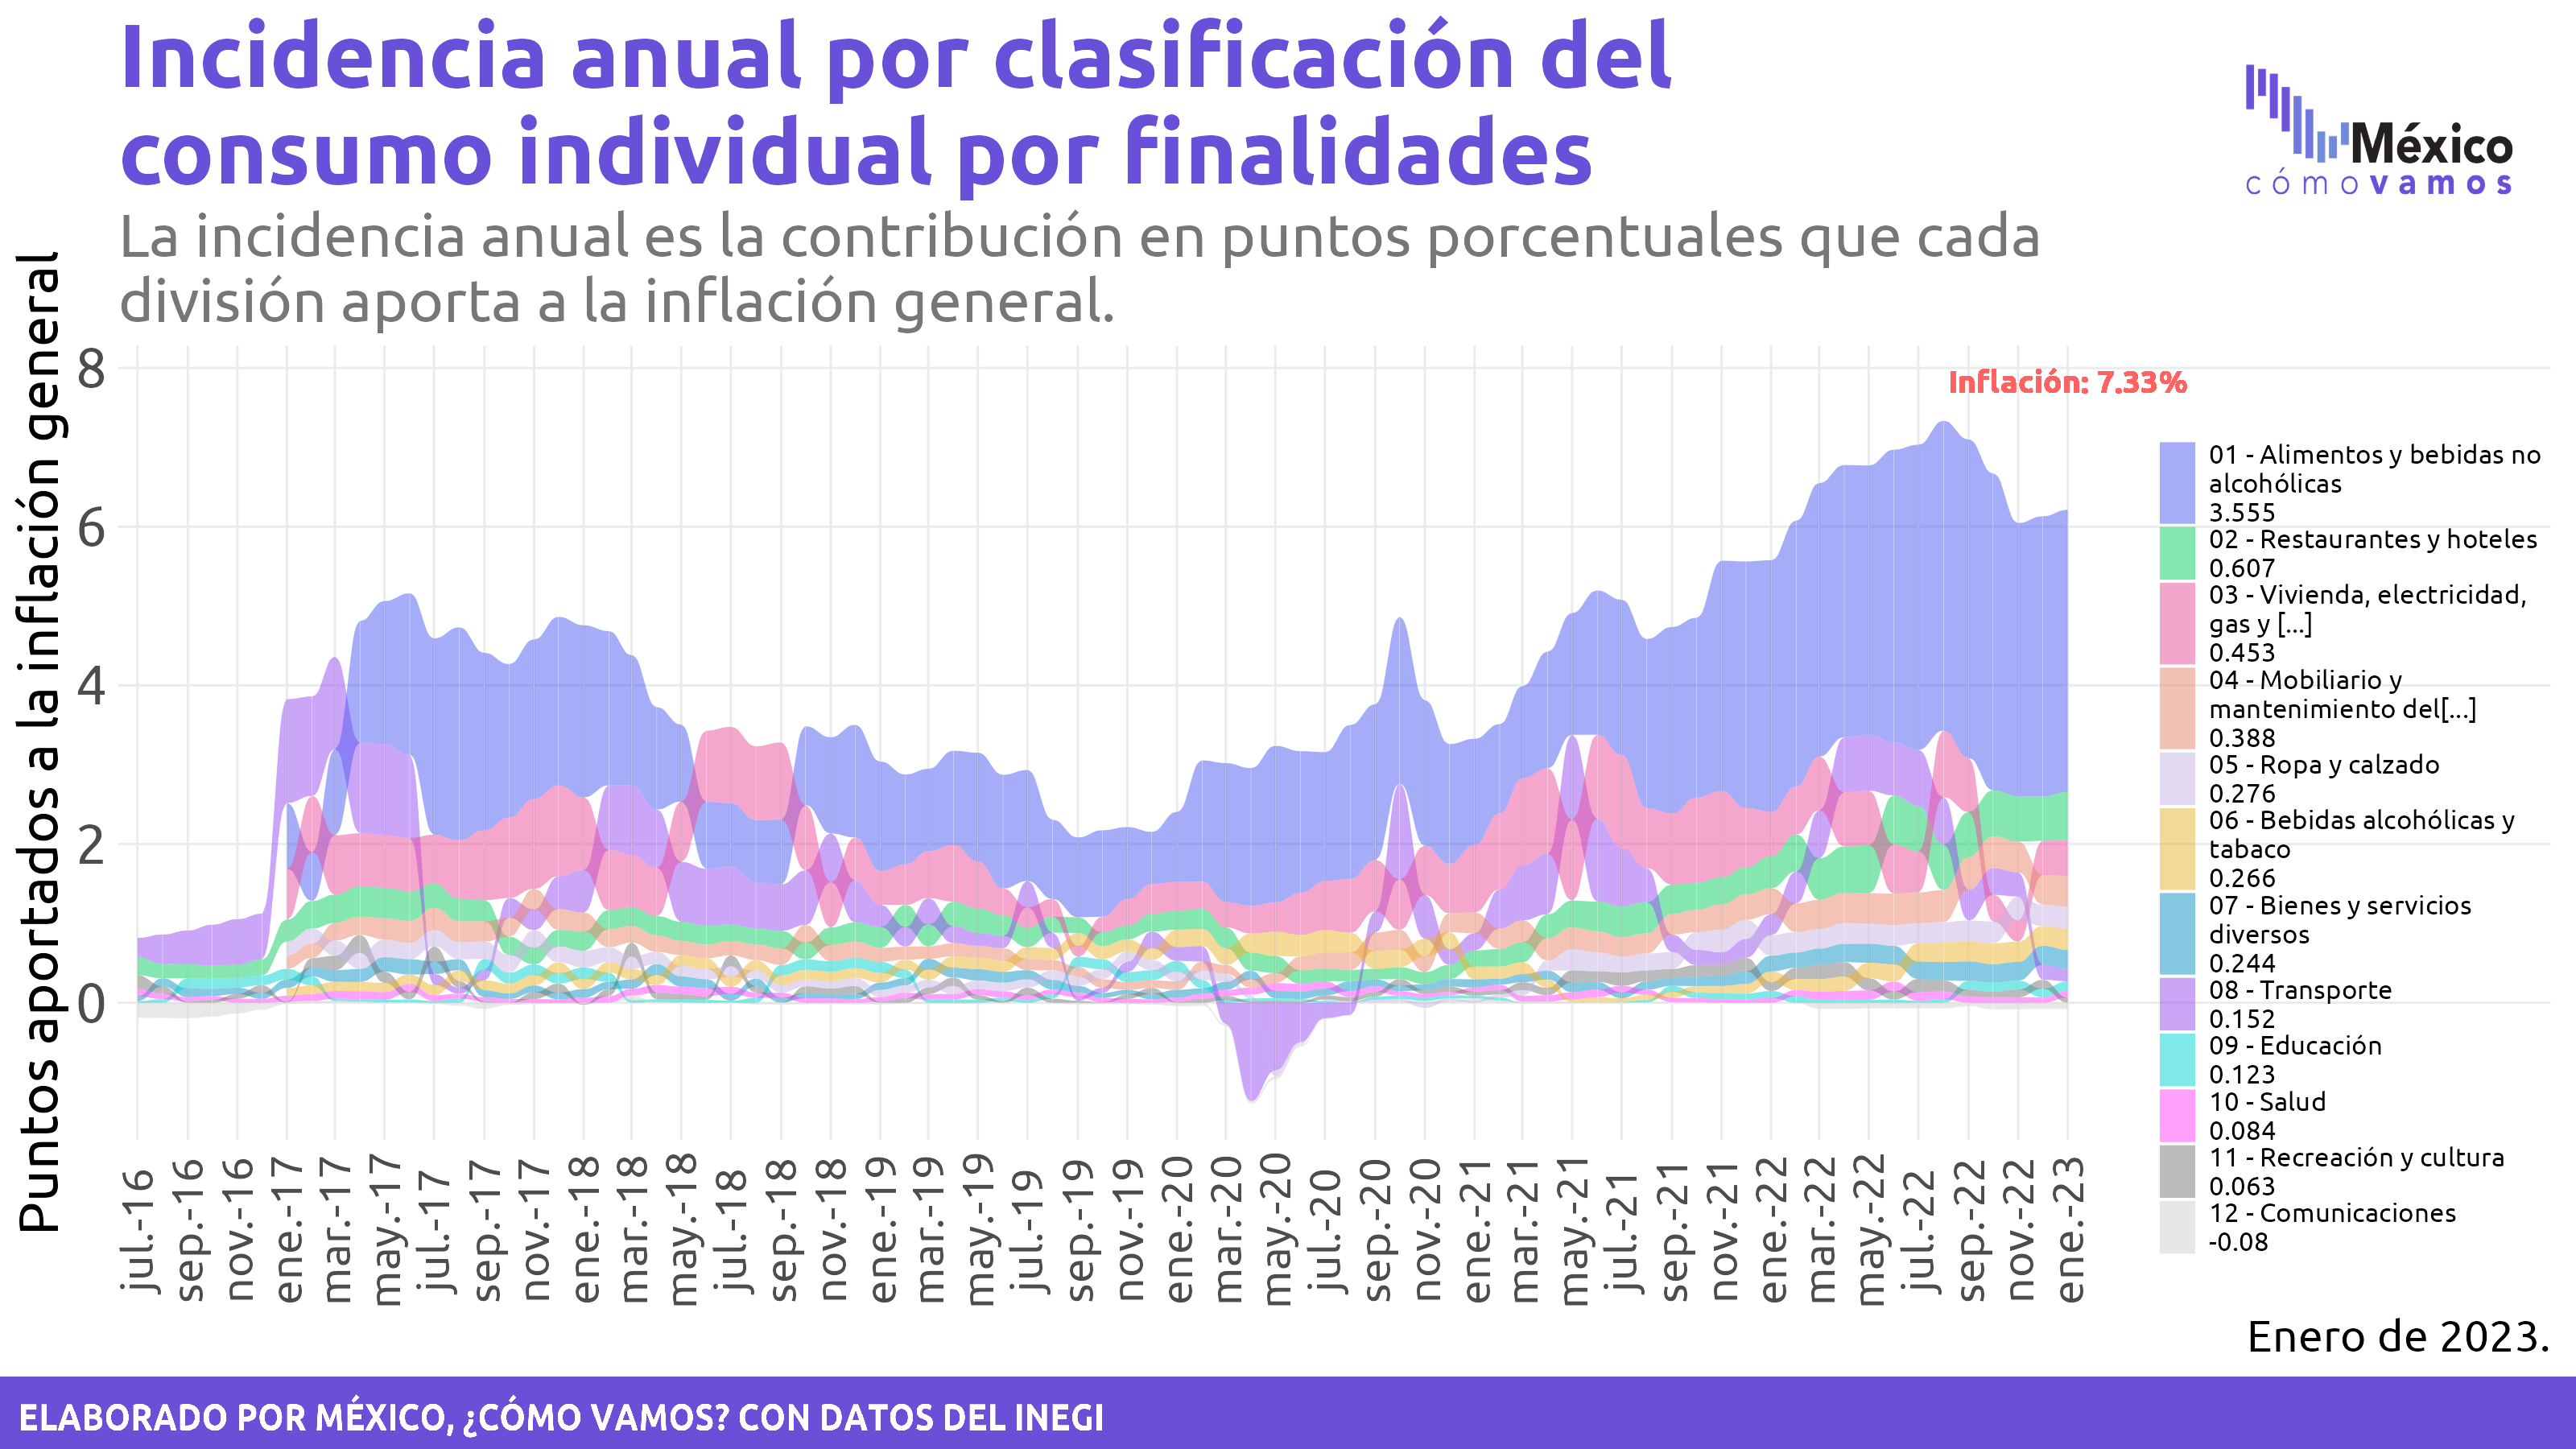 Incidencia anual por clasificación del
consumo individual por finalidades
México
cómo vamos
La incidencia anual es la contribución en puntos porcentuales que cada
división aporta a la inflación general.
Puntos aportados a la inflación general
8
6
4
2
0
Inflación: 7.33%
01 - Alimentos y bebidas no
alcohólicas
3.555
02 - Restaurantes y hoteles
0.607
03 - Vivienda, electricidad,
gas y [...]
0.453
04 - Mobiliario y
mantenimiento del[...]
0.388
05 - Ropa y calzado
0.276
06 - Bebidas alcohólicas y
tabaco
0.266
07 - Bienes y servicios
diversos
0.244
08 - Transporte
0.152
09 - Educación
0.123
10 - Salud
0.084
11 - Recreación y cultura
0.063
12 - Comunicaciones
-0.08
jul.-16
sep.-16
nov.-16
ene.-17
mar.-17
may.-17
jul.-17
sep.-17
nov.-17
ene.-18
mar.-18
may.-18
jul.-18
sep.-18
nov.-18
ene.-19
mar.-19
may.-19
jul.-19
sep.-19
nov.-19
ene.-20
mar.-20
may.-20
jul.-20
sep.-20
nov.-20
ene.-21
mar.-21
may.-21
jul.-21
sep.-21
nov.-21
ene.-22
mar.-22
may.-22
jul.-22
sep.-22
nov.-22
ene.-23
Enero de 2023.
ELABORADO POR MÉXICO, ¿CÓMO VAMOS? CON DATOS DEL INEGI